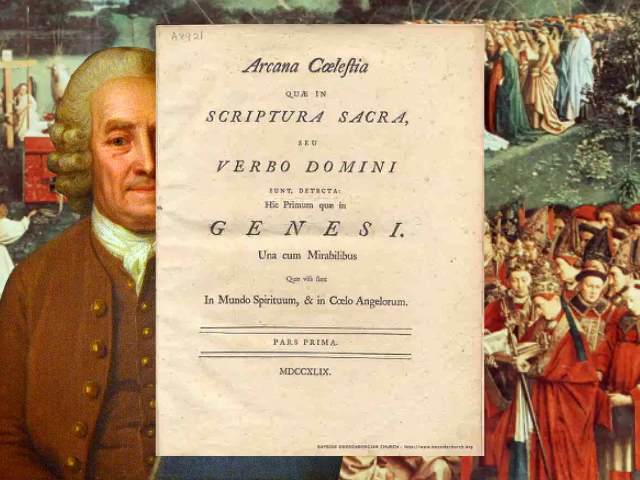 A8921
Arcana Cœleſtia
QUÆ IN
SCRIPTURA SACRA,
SEU
VERBO DOMINI
SUNT, DETECTA:
Hic Primum quæ in
GENESI.
Una cum Mirabilibus
Quæ viſa ſunt
In Mundo Spirituum, & in Cœlo Angelorum.
PARS PRIMA.
MDCCXLIX.
BAYSIDE SWEDENBORGIAN CHURCH - http://www.baysidechurch.org